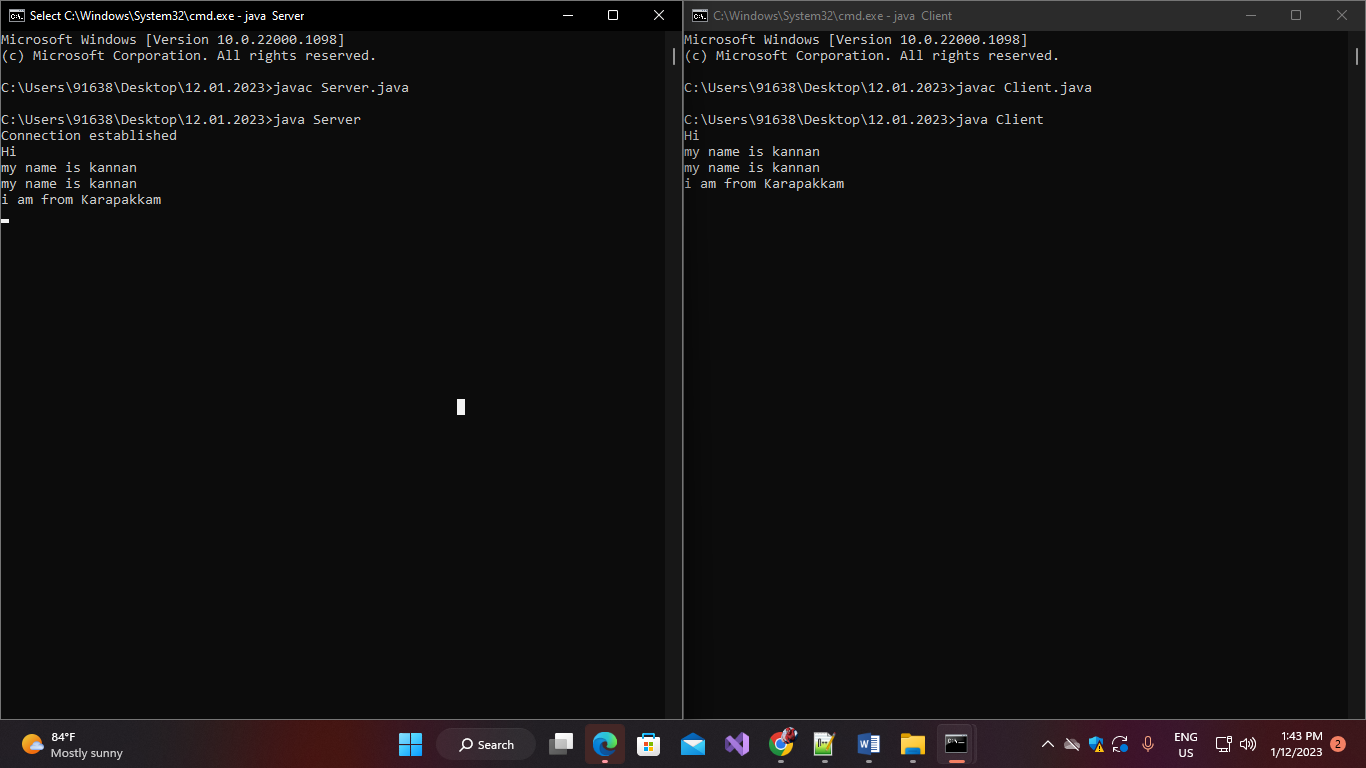 Select C:\Windows\System32\cmd.exe - java Server
Microsoft Windows [Version 10.0.22000.1098]
(c) Microsoft Corporation. All rights reserved.
C:\Users\91638\Desktop\12.01.2023>javac Server.java
C:\Users\91638\Desktop\12.01.2023>java Server
Connection established
Hi
my name is kannan
my name is kannan
i am from Karapakkam
C:\Windows\System32\cmd.exe - java Client
Microsoft Windows [Version 10.0.22000.1098]
(c) Microsoft Corporation. All rights reserved.
C:\Users\91638\Desktop\12.01.2023>javac Client.java
C:\Users\91638\Desktop\12.01.2023>java Client
Hi
my name is kannan
my name is kannan
i am from Karapakkam
84°F
Mostly sunny
Search
ENG
US
1:43 PM
1/12/2023
2